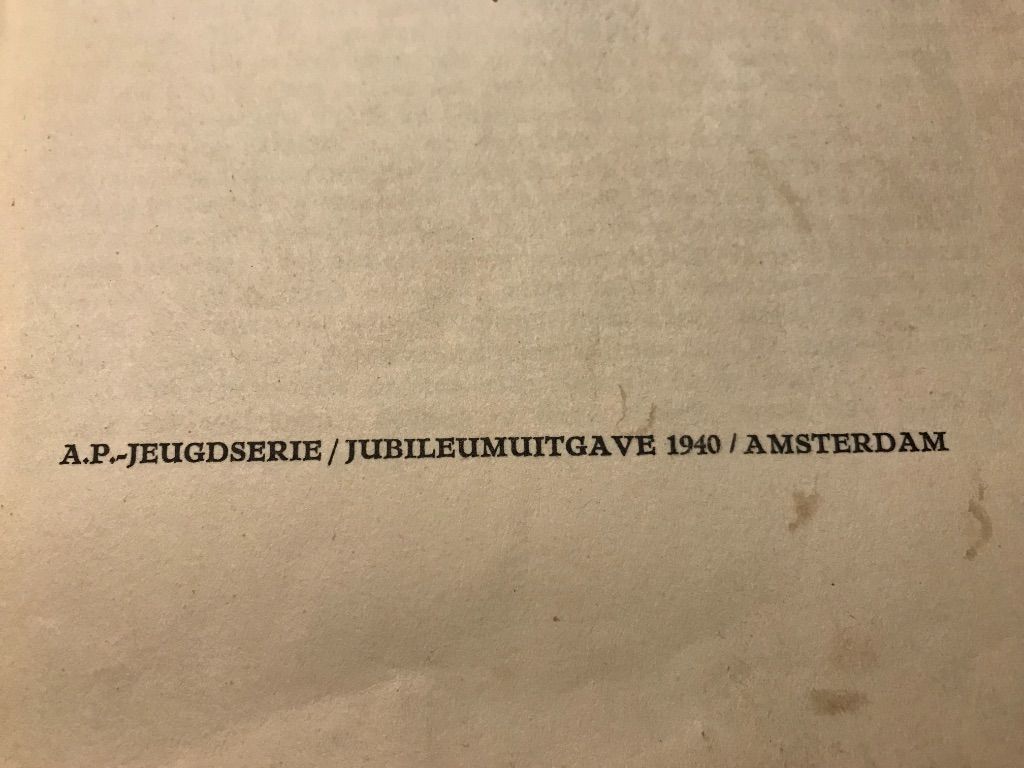 A.P.-JEUGDSERIE / JUBILEUMUITGAVE 1940 / AMSTERDAM